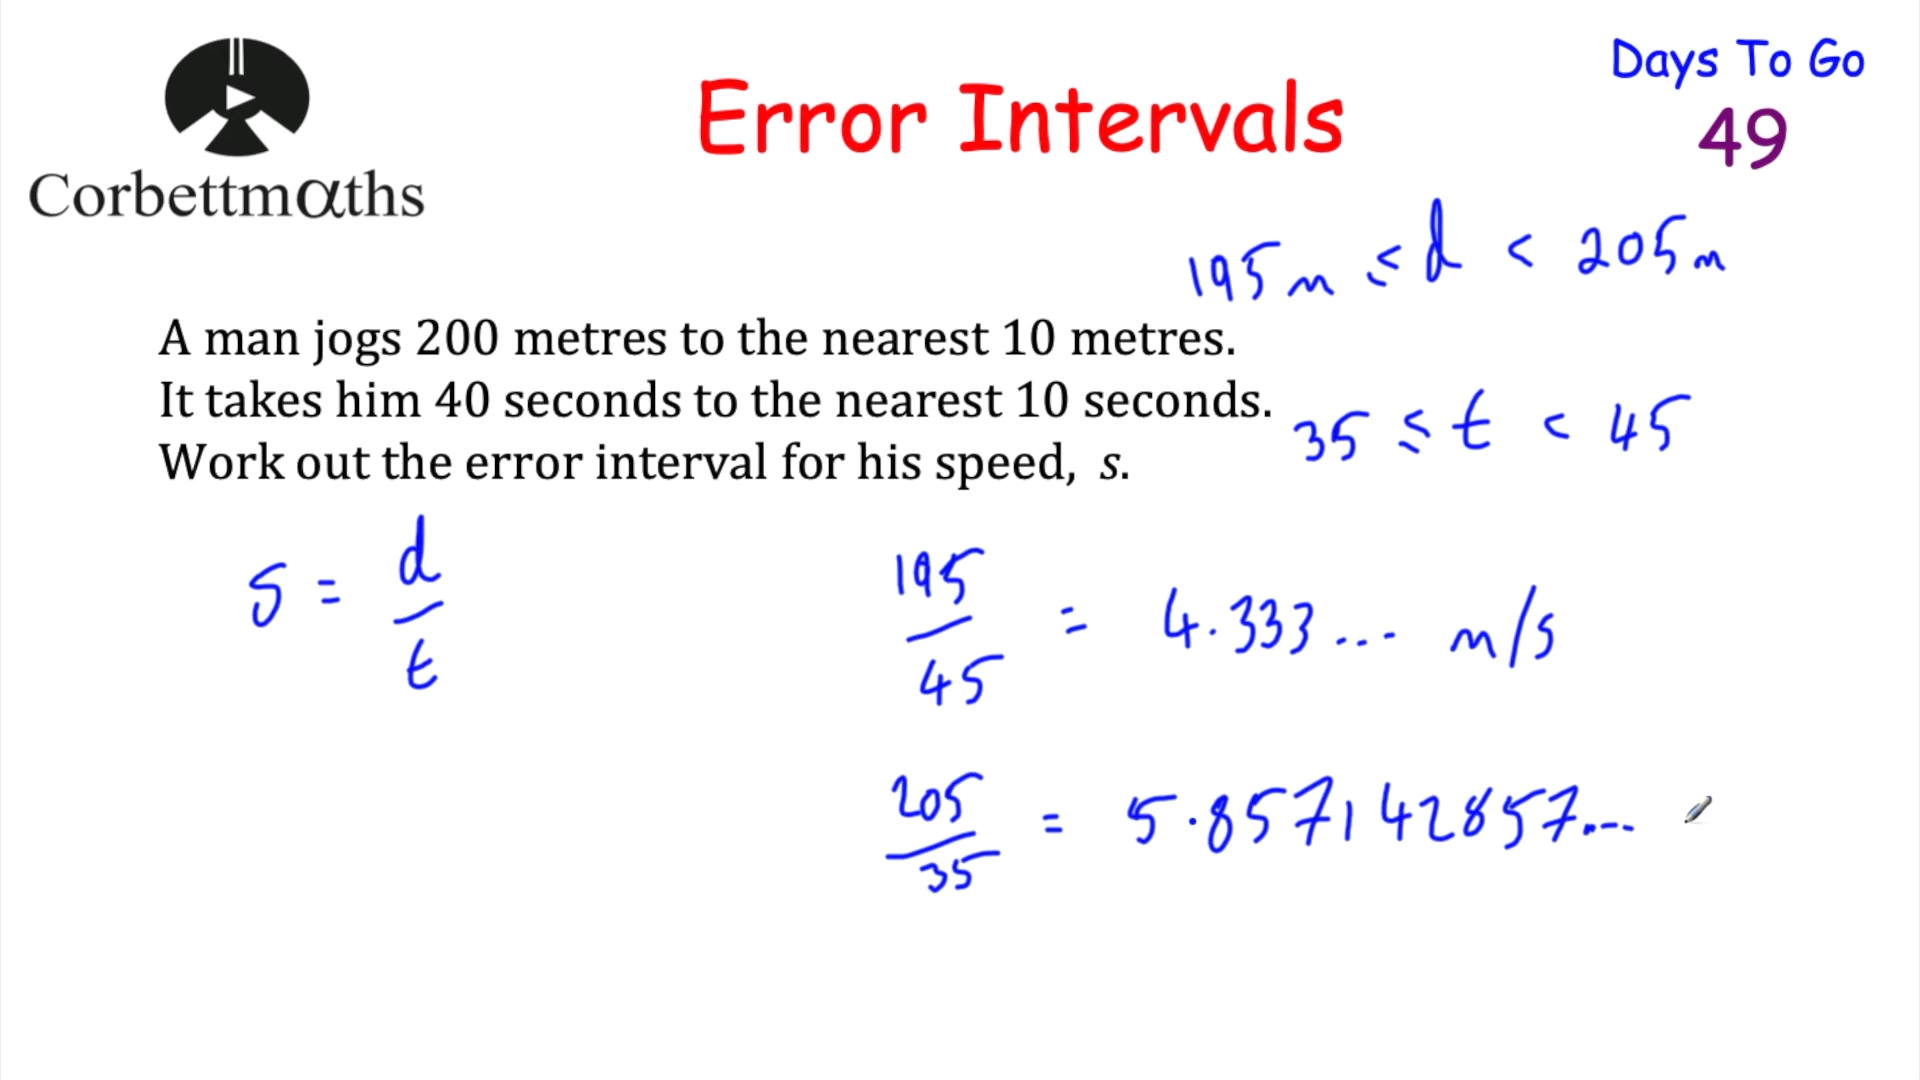 Corbettmαths
Error Intervals
Days To Go
49
195m ≤ d < 205m
A man jogs 200 metres to the nearest 10 metres.
It takes him 40 seconds to the nearest 10 seconds.
35 ≤ t < 45
Work out the error interval for his speed, s.
s = d/t
195/45 = 4.333... m/s
205/35 = 5.857142857...